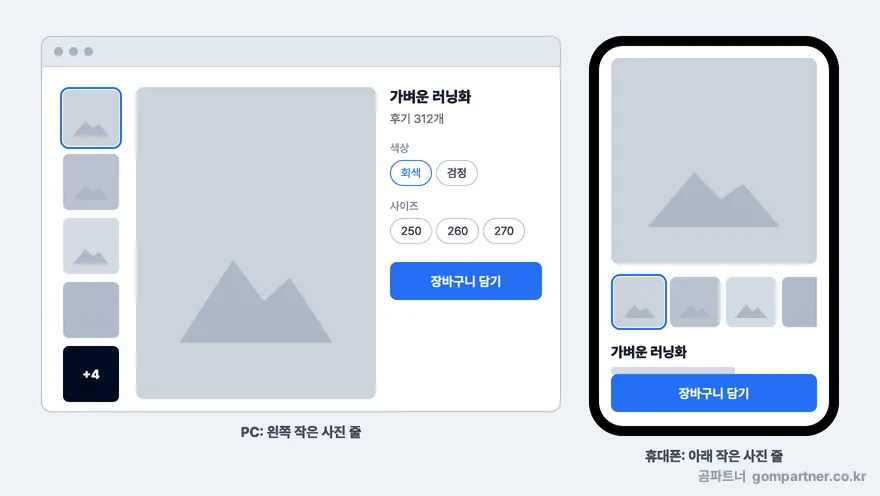 가벼운 러닝화
후기 312개
색상
회색 검정
사이즈
250 260 270
장바구니 담기
+4
PC: 왼쪽 작은 사진 줄
가벼운 러닝화
장바구니 담기
휴대폰: 아래 작은 사진 줄
곰파트너 gompartner.co.kr